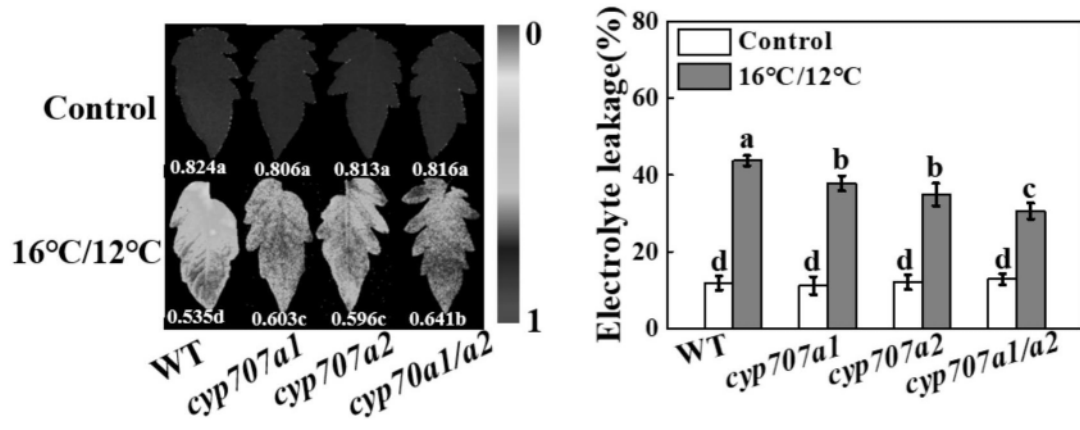 Control
0.824a 0.806a 0.813a 0.816a
16°C/12°C
0.535d 0.603c 0.596c 0.641b
WT
cyp707a1
cyp707a2
cyp70a1/a2
0
1
Electrolyte leakage(%)
80
60
40
20
0
Control
16°C/12°C
a
b
b
c
d
d
d
d
WT
cyp707a1
cyp707a2
cyp707a1/a2